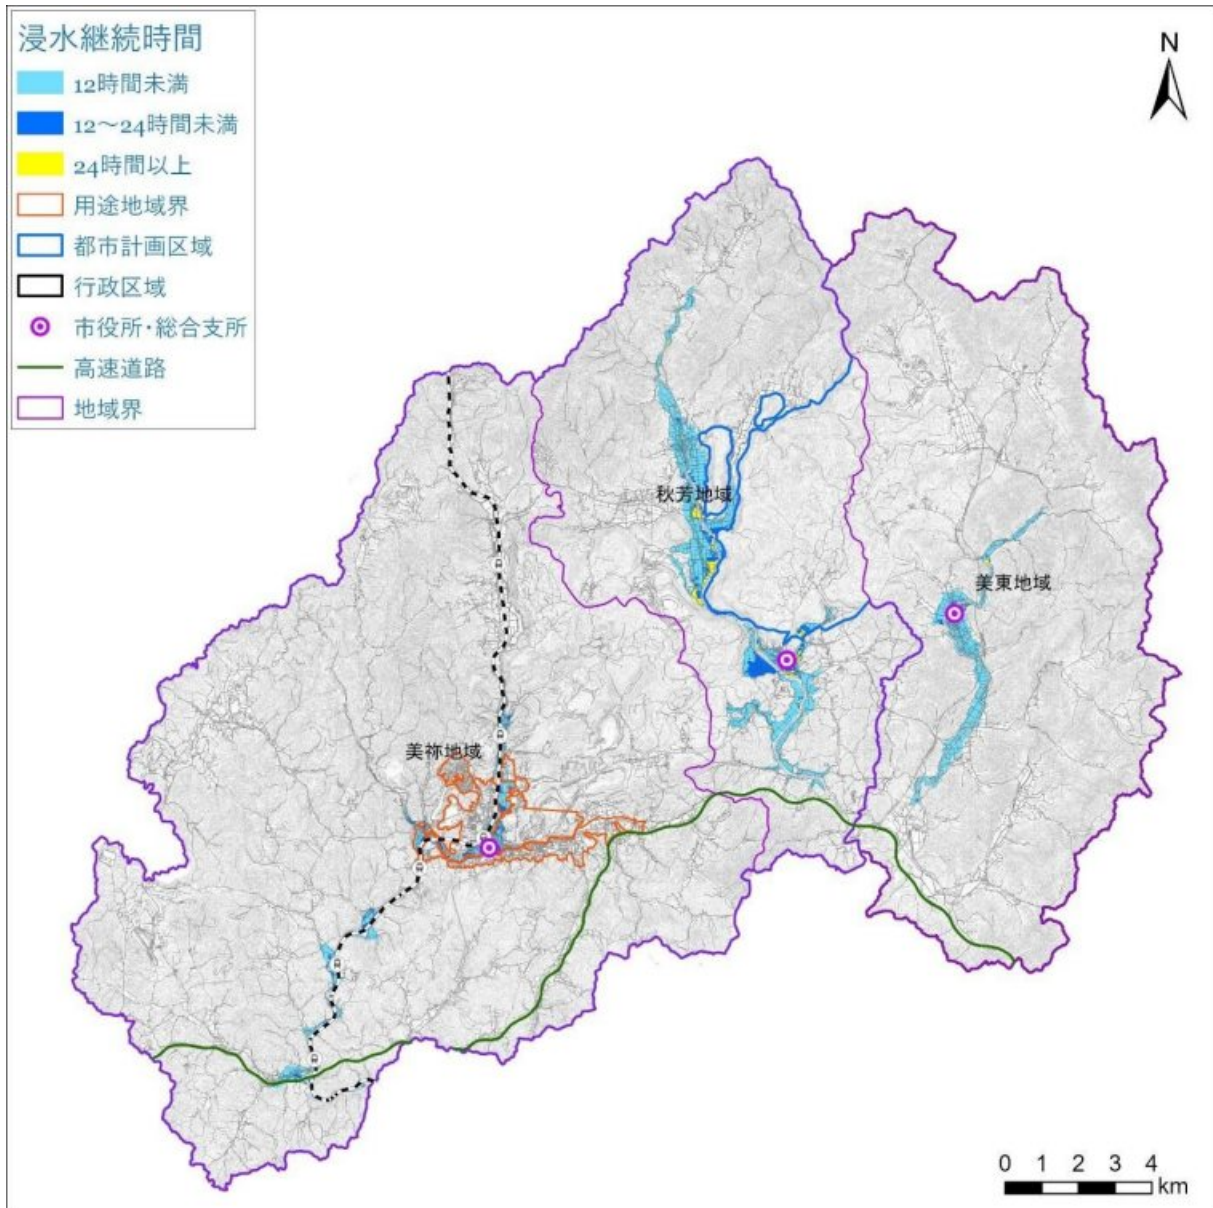 浸水継続時間
12時間未満
12～24時間未満
24時間以上
用途地域界
都市計画区域
行政区域
市役所・総合支所
高速道路
地域界
N
秋芳地域
美東地域
美祢地域
0 1 2 3 4
km